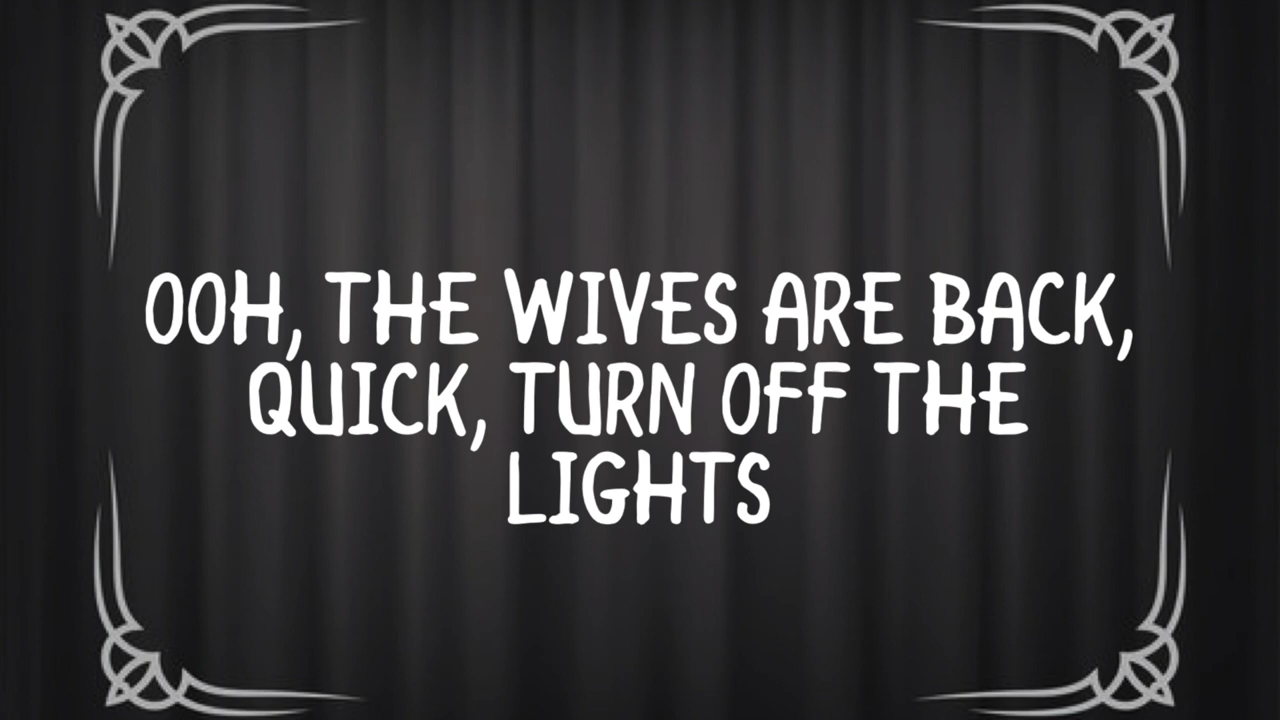 OOH, THE WIVES ARE BACK,
QUICK, TURN OFF THE
LIGHTS